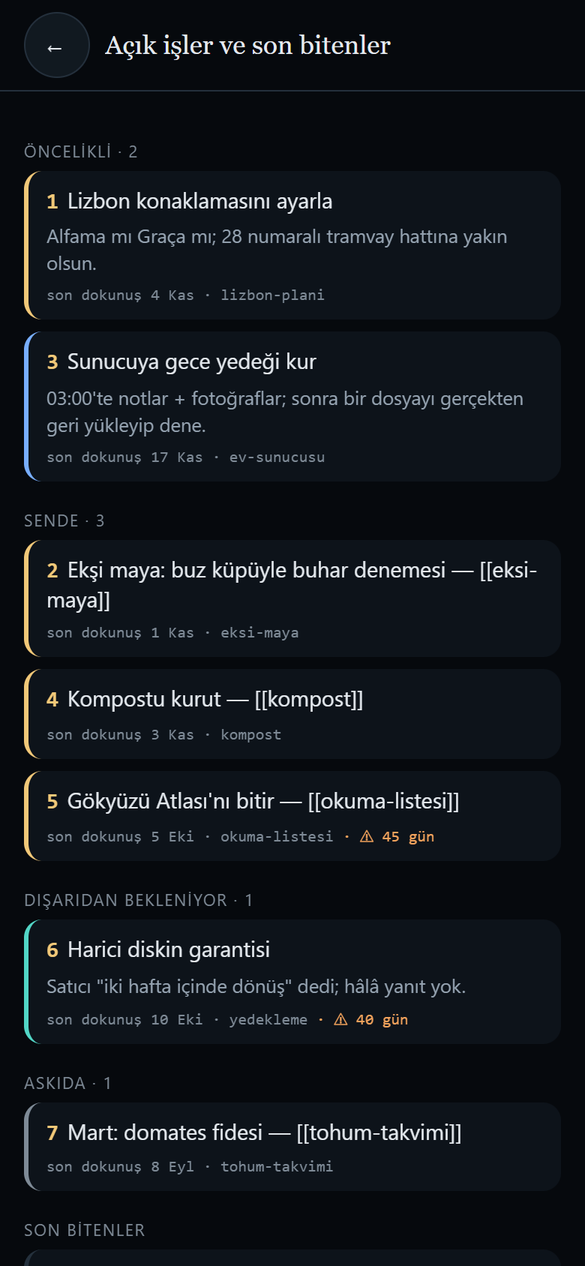 ←
Açık işler ve son bitenler
ÖNCELİKLİ · 2
1 Lizbon konaklamasını ayarla
Alfama mı Graça mı; 28 numaralı tramvay hattına yakın
olsun.
son dokunuş 4 Kas · lizbon-plani
3 Sunucuya gece yedeği kur
03:00'te notlar + fotoğraflar; sonra bir dosyayı gerçekten
geri yükleyip dene.
son dokunuş 17 Kas · ev-sunucusu
SENDE · 3
2 Ekşi maya: buz küpüyle buhar denemesi — [[eksi-
maya]]
son dokunuş 1 Kas · eksi-maya
4 Kompostu kurut — [[kompost]]
son dokunuş 3 Kas · kompost
5 Gökyüzü Atlası'nı bitir — [[okuma-listesi]]
son dokunuş 5 Eki · okuma-listesi · ⚠ 45 gün
DIŞARIDAN BEKLENİYOR · 1
6 Harici diskin garantisi
Satıcı "iki hafta içinde dönüş" dedi; hâlâ yanıt yok.
son dokunuş 10 Eki · yedekleme · ⚠ 40 gün
ASKIDA · 1
7 Mart: domates fidesi — [[tohum-takvimi]]
son dokunuş 8 Eyl · tohum-takvimi
SON BİTENLER